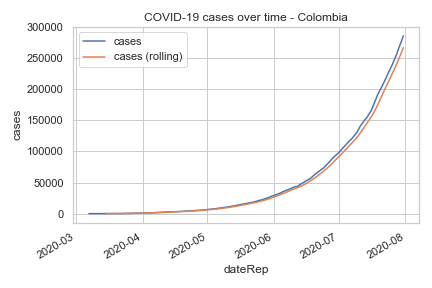 COVID-19 cases over time - Colombia
300000
250000
200000
150000
100000
50000
0
cases
cases
cases (rolling)
2020-03
2020-04
2020-05
2020-06
2020-07
2020-08
dateRep